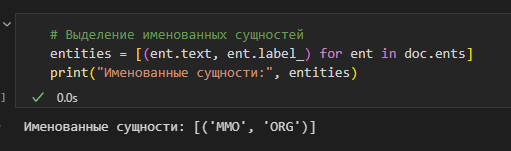 # Выделение именованных сущностей
entities = [(ent.text, ent.label_) for ent in doc.ents]
print("Именованные сущности:", entities)
]
0.0s
Именованные сущности: [('ММО', 'ORG')]